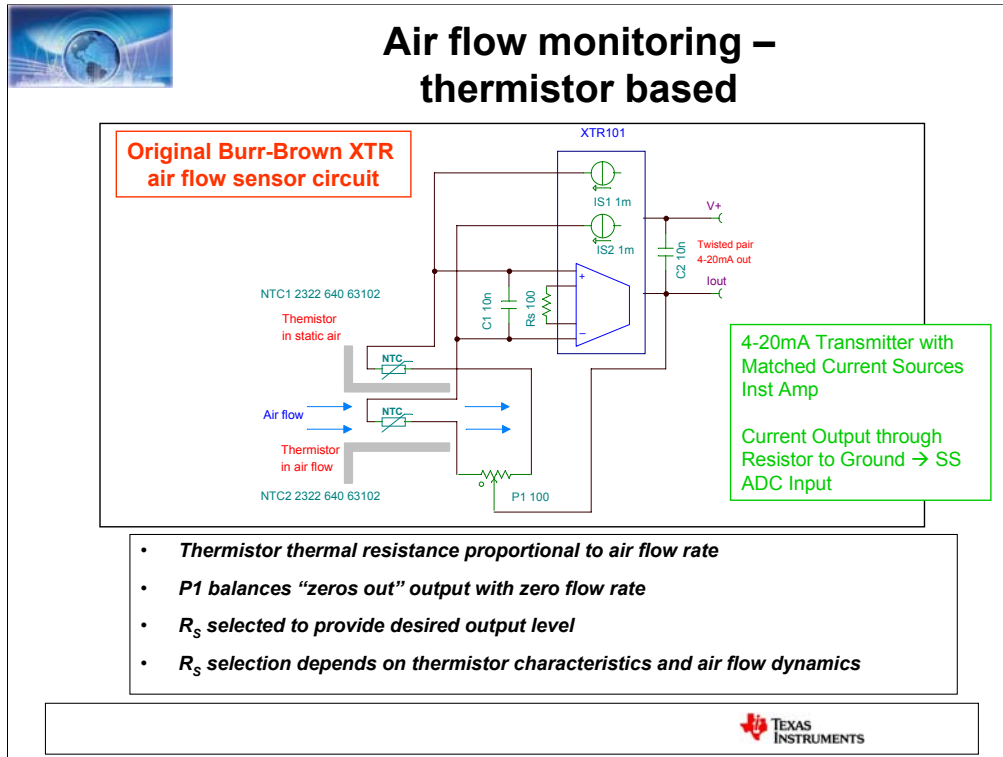 Air flow monitoring –
thermistor based
XTR101
Original Burr-Brown XTR
air flow sensor circuit
IS1 1m
V+
IS2 1m
C2 10n
Twisted pair
4-20mA out
Iout
+
C1 10n
Rs 100
–
NTC1 2322 640 63102
Themistor
in static air
NTC
4-20mA Transmitter with
Matched Current Sources
Inst Amp
Current Output through
Resistor to Ground → SS
ADC Input
Air flow
NTC
Thermistor
in air flow
NTC2 2322 640 63102
P1 100
• Thermistor thermal resistance proportional to air flow rate
• P1 balances “zeros out” output with zero flow rate
• RS selected to provide desired output level
• RS selection depends on thermistor characteristics and air flow dynamics
TEXAS
INSTRUMENTS